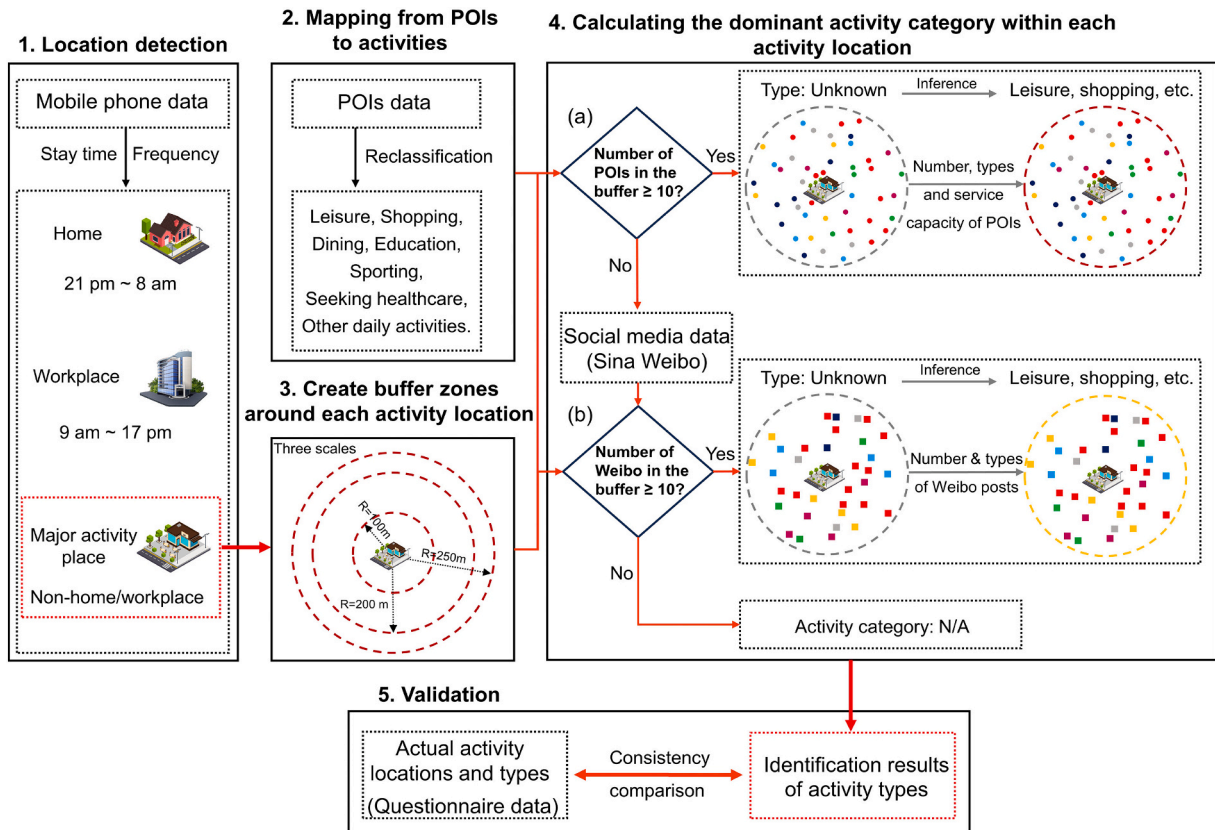 1. Location detection
Mobile phone data
Stay time
Frequency
Home
21 pm ~ 8 am
Workplace
9 am ~ 17 pm
Major activity
place
Non-home/workplace
2. Mapping from POIs
to activities
POIs data
Reclassification
Leisure, Shopping,
Dining, Education,
Sporting,
Seeking healthcare,
Other daily activities.
3. Create buffer zones
around each activity location
Three scales
R=100m
R=250m
R=200 m
4. Calculating the dominant activity category within each
activity location
(a)
Number of
POIs in the
buffer ≥ 10?
Yes
No
Type: Unknown
Inference
Leisure, shopping, etc.
Number, types
and service
capacity of POIs
Social media data
(Sina Weibo)
(b)
Number of
Weibo in the
buffer ≥ 10?
Yes
No
Type: Unknown
Inference
Leisure, shopping, etc.
Number & types
of Weibo posts
Activity category: N/A
5. Validation
Actual activity
locations and types
(Questionnaire data)
Consistency
comparison
Identification results
of activity types